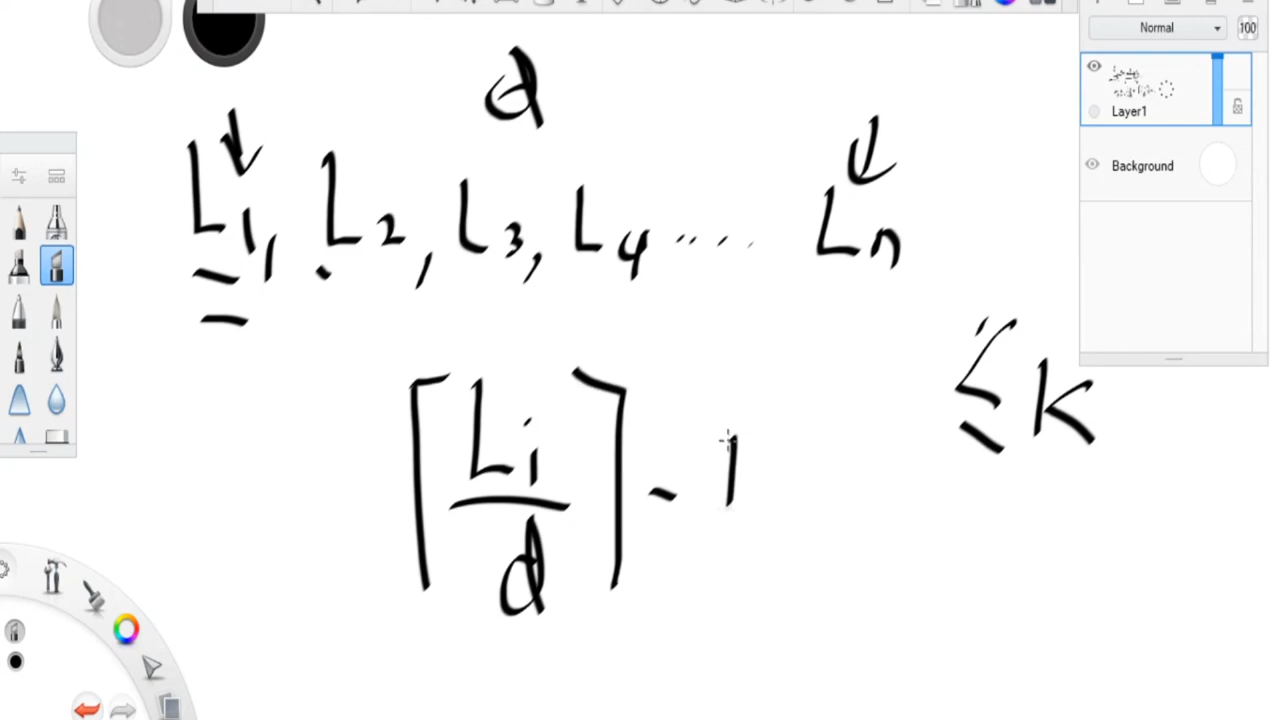 Normal 100
d
Layer1
L1, L2, L3, L4 .... Ln
Background
≤ K
⌈Li/d⌉ - 1